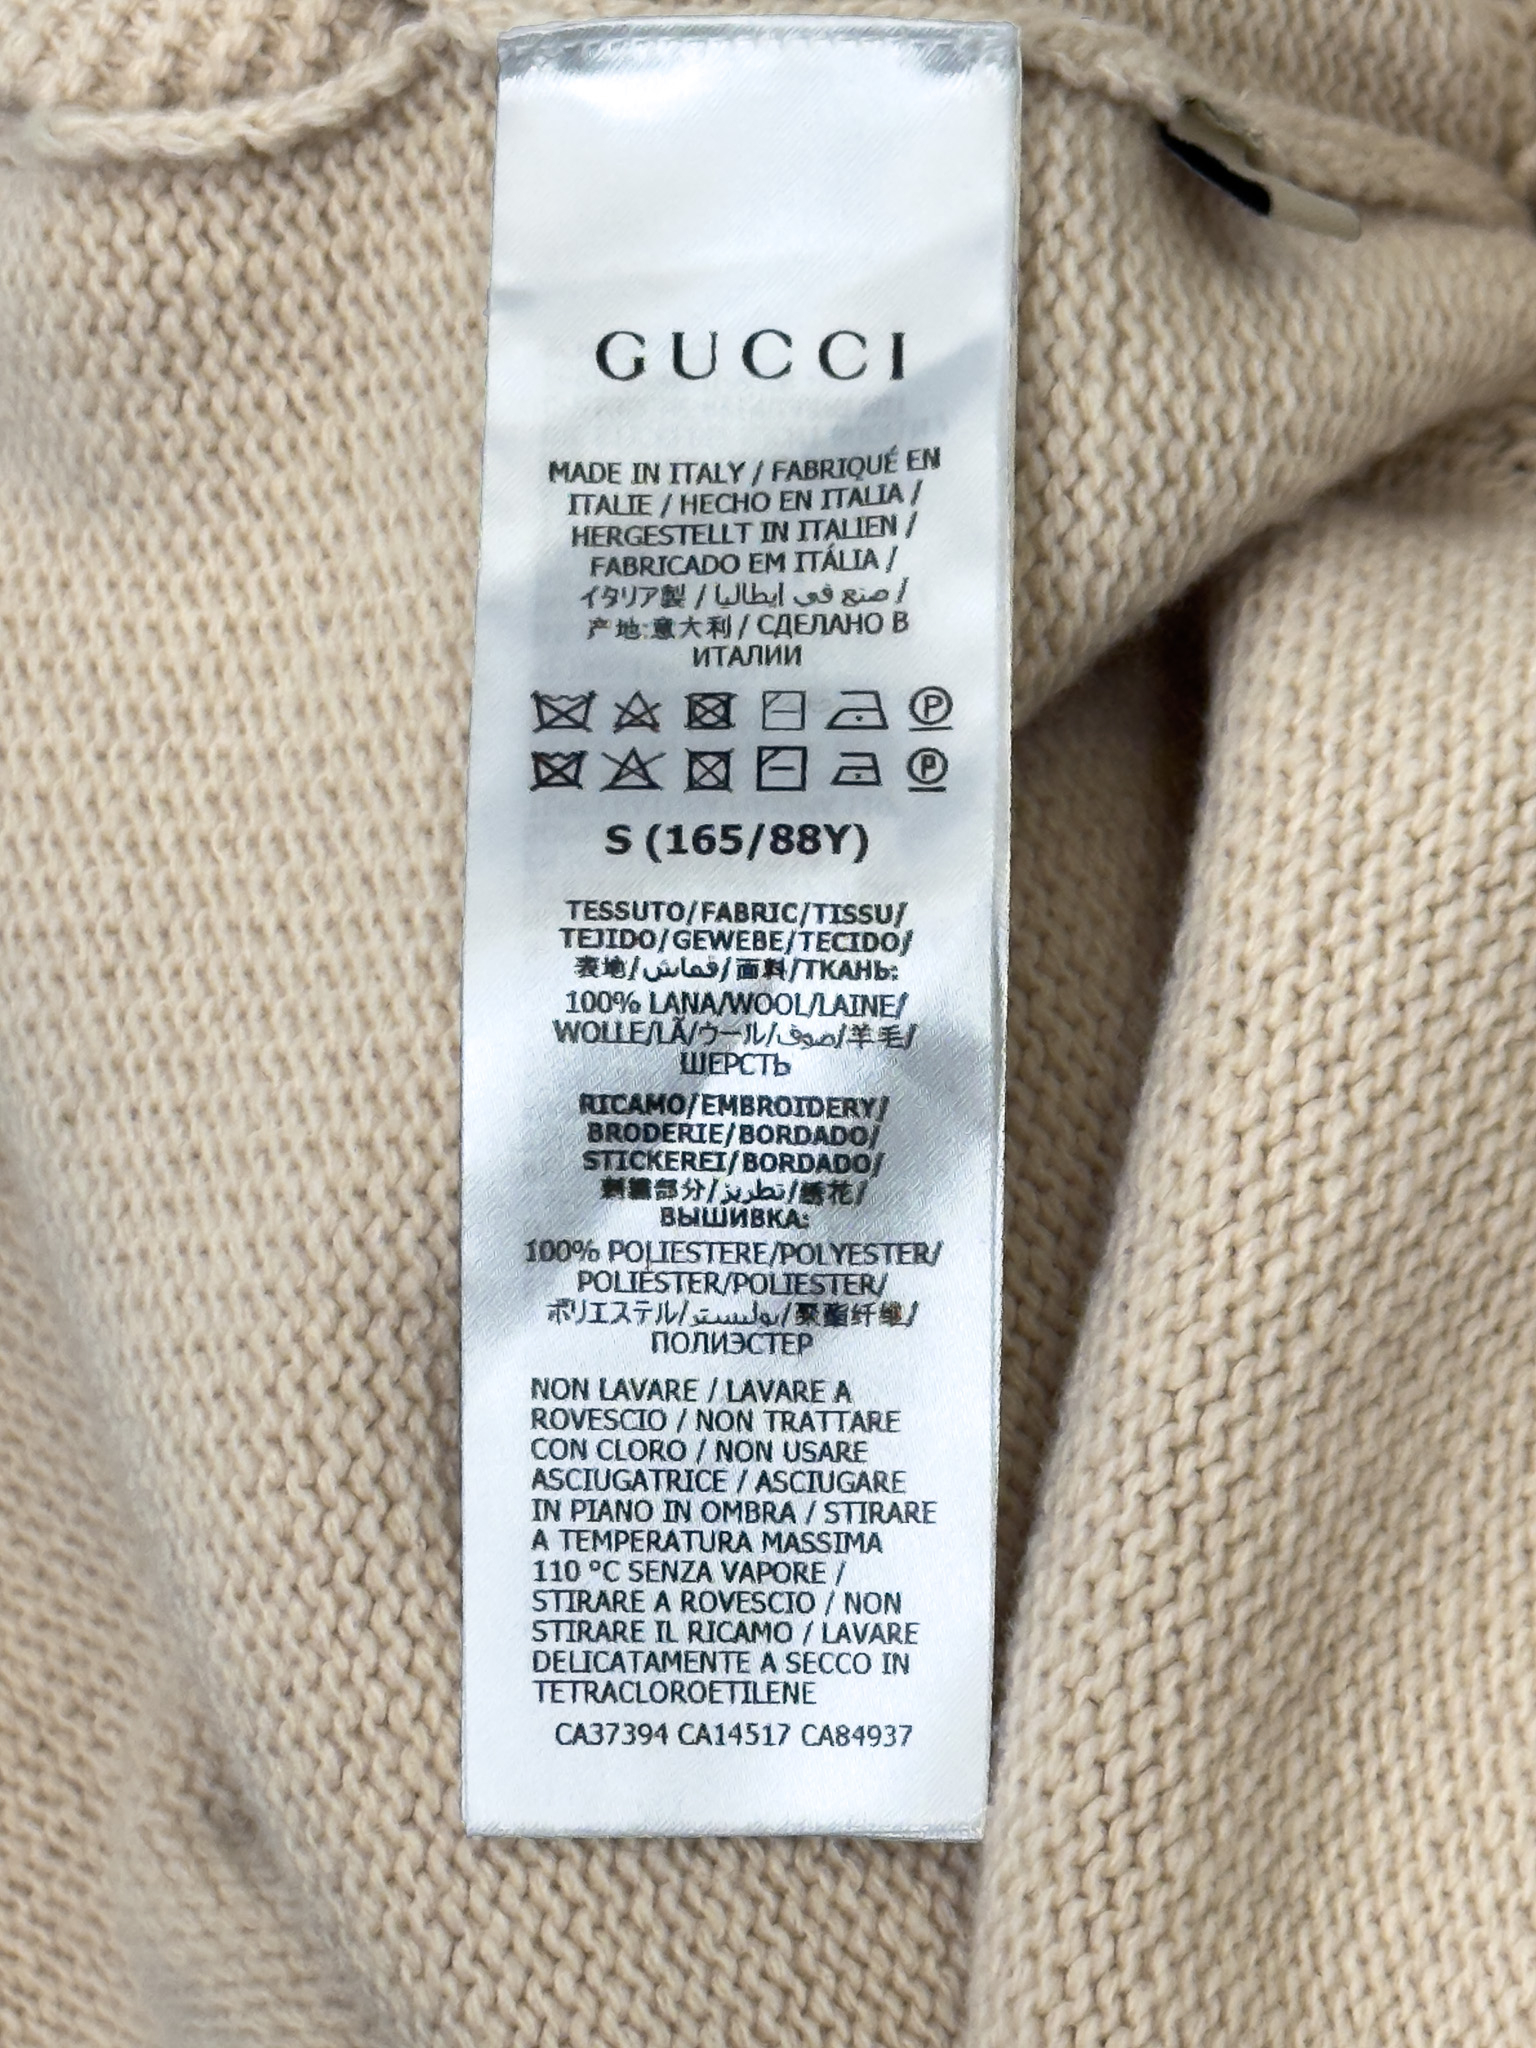 GUCCI
MADE IN ITALY / FABRIQUÉ EN
ITALIE / HECHO EN ITALIA /
HERGESTELLT IN ITALIEN /
FABRICADO EM ITÁLIA /
イタリア製 / صنع في إيطاليا /
产地:意大利 / СДЕЛАНО В
ИТАЛИИ
P
P
S (165/88Y)
TESSUTO/FABRIC/TISSU/
TEJIDO/GEWEBE/TECIDO/
表地/قماش/面料/ТКАНЬ:
100% LANA/WOOL/LAINE/
WOLLE/LÃ/ウール/صوف/羊毛/
ШЕРСТЬ
RICAMO/EMBROIDERY/
BRODERIE/BORDADO/
STICKEREI/BORDADO/
刺繍部分/تطريز/绣花/
ВЫШИВКА:
100% POLIESTERE/POLYESTER/
POLIÉSTER/POLIESTER/
ポリエステル/بوليستر/聚酯纤维/
ПОЛИЭСТЕР
NON LAVARE / LAVARE A
ROVESCIO / NON TRATTARE
CON CLORO / NON USARE
ASCIUGATRICE / ASCIUGARE
IN PIANO IN OMBRA / STIRARE
A TEMPERATURA MASSIMA
110 °C SENZA VAPORE /
STIRARE A ROVESCIO / NON
STIRARE IL RICAMO / LAVARE
DELICATAMENTE A SECCO IN
TETRACLOROETILENE
CA37394 CA14517 CA84937